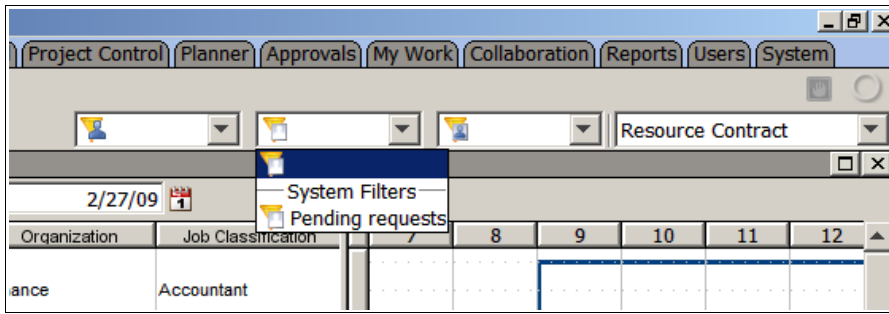 Project Control Planner Approvals My Work Collaboration Reports Users System
Resource Contract
System Filters
2/27/09 1
Pending requests
Organization Job Classification 7 8 9 10 11 12
ance Accountant